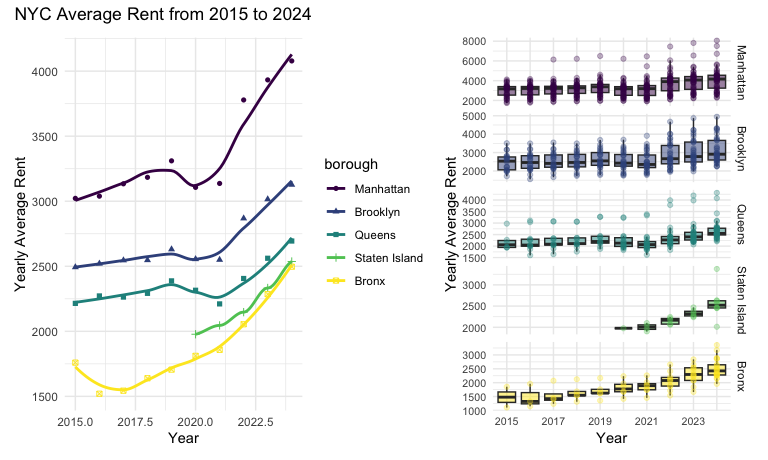 NYC Average Rent from 2015 to 2024
Yearly Average Rent
4000
3500
3000
2500
2000
1500
2015.0
2017.5
2020.0
2022.5
Year
borough
Manhattan
Brooklyn
Queens
Staten Island
Bronx
Yearly Average Rent
8000
6000
4000
2000
Manhattan
5000
4000
3000
2000
Brooklyn
4000
3500
3000
2500
2000
1500
Queens
3000
2000
Staten Island
3000
2500
2000
1500
1000
Bronx
2015
2017
2019
2021
2023
Year